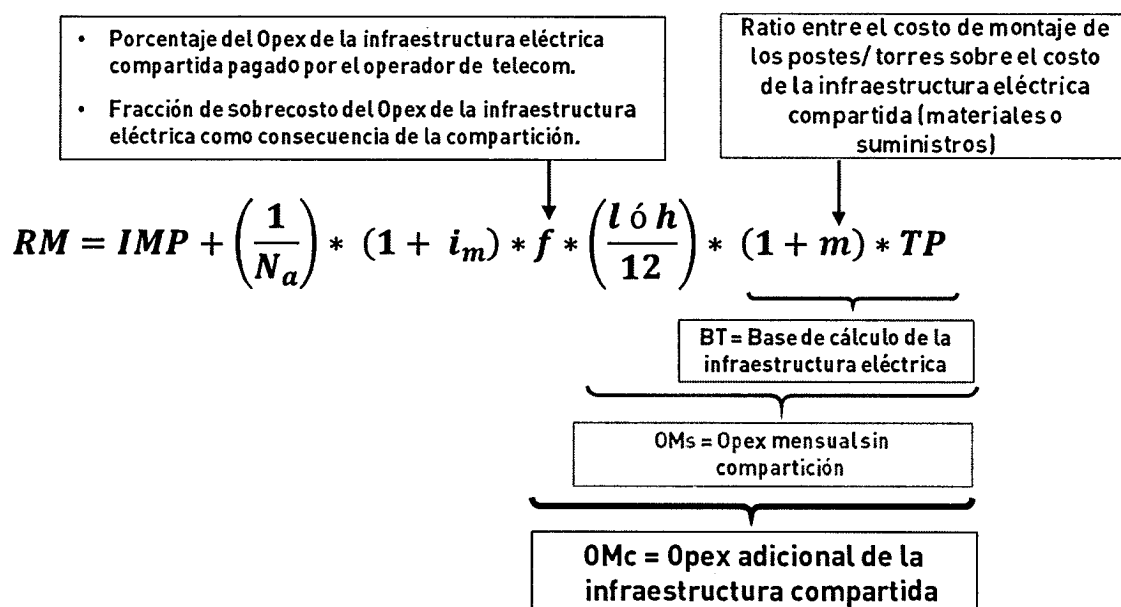 • Porcentaje del Opex de la infraestructura eléctrica
compartida pagado por el operador de telecom.
• Fracción de sobrecosto del Opex de la infraestructura
eléctrica como consecuencia de la compartición.
Ratio entre el costo de montaje de
los postes/torres sobre el costo
de la infraestructura eléctrica
compartida (materiales o
suministros)
RM = IMP + (1/N_a) * (1 + i_m) * f * (l ó h/12) * (1 + m) * TP
BT = Base de cálculo de la
infraestructura eléctrica
OMs = Opex mensual sin
compartición
OMc = Opex adicional de la
infraestructura compartida